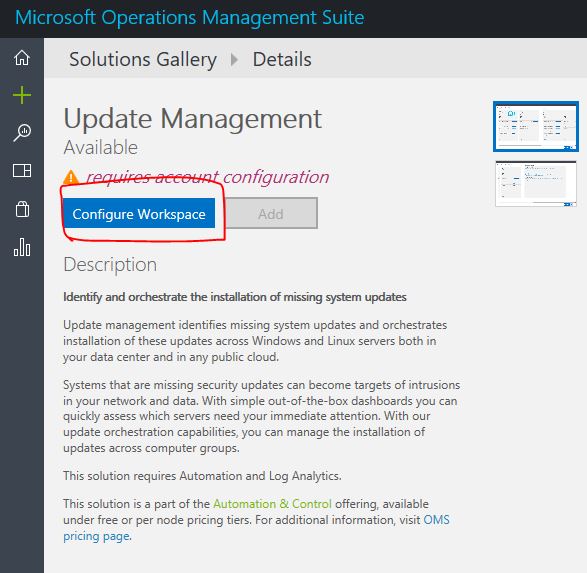 Microsoft Operations Management Suite
Solutions Gallery Details
Update Management
Available
requires account configuration
Configure Workspace
Add
Description
Identify and orchestrate the installation of missing system updates
Update management identifies missing system updates and orchestrates
installation of these updates across Windows and Linux servers both in
your data center and in any public cloud.
Systems that are missing security updates can become targets of intrusions
in your network and data. With simple out-of-the-box dashboards you can
quickly assess which servers need your immediate attention. With our
update orchestration capabilities, you can manage the installation of
updates across computer groups.
This solution requires Automation and Log Analytics.
This solution is a part of the Automation & Control offering, available
under free or per node pricing tiers. For additional information, visit OMS
pricing page.